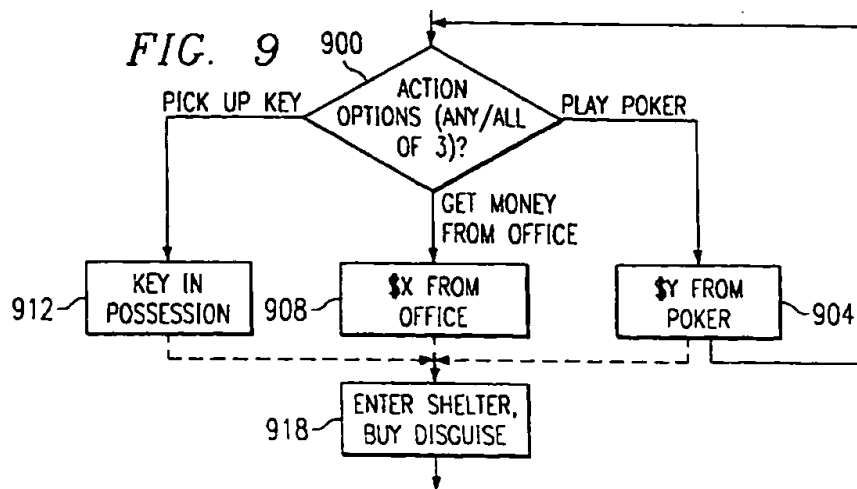 FIG. 9
900
ACTION
OPTIONS (ANY/ALL
OF 3)?
PICK UP KEY
PLAY POKER
GET MONEY
FROM OFFICE
912
KEY IN
POSSESSION
908
$X FROM
OFFICE
$Y FROM
POKER
904
918
ENTER SHELTER,
BUY DISGUISE